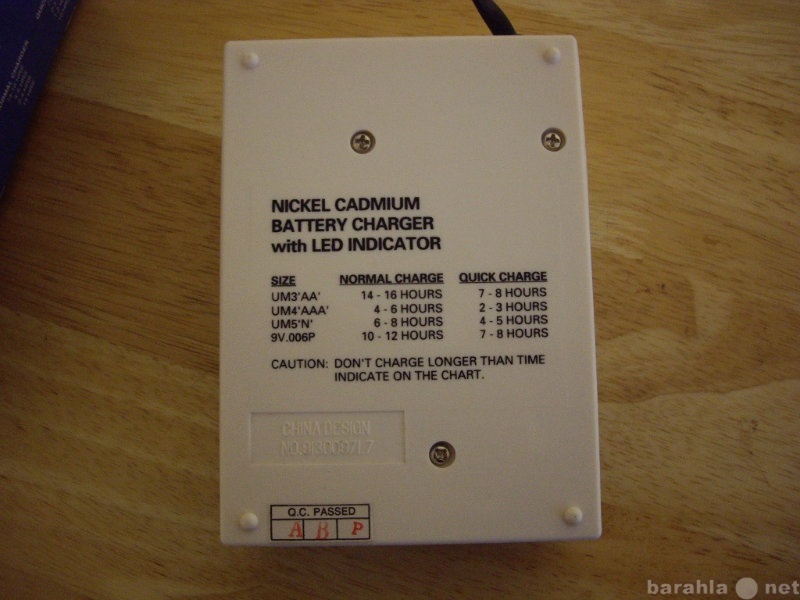 NICKEL CADMIUM
BATTERY CHARGER
with LED INDICATOR
SIZE NORMAL CHARGE QUICK CHARGE
UM3'AA' 14 - 16 HOURS 7 - 8 HOURS
UM4'AAA' 4 - 6 HOURS 2 - 3 HOURS
UM5'N' 6 - 8 HOURS 4 - 5 HOURS
9V.006P 10 - 12 HOURS 7 - 8 HOURS
CAUTION: DON'T CHARGE LONGER THAN TIME
INDICATE ON THE CHART.
CHINA DESIGN
Q.C. PASSED
A B P
barahla net